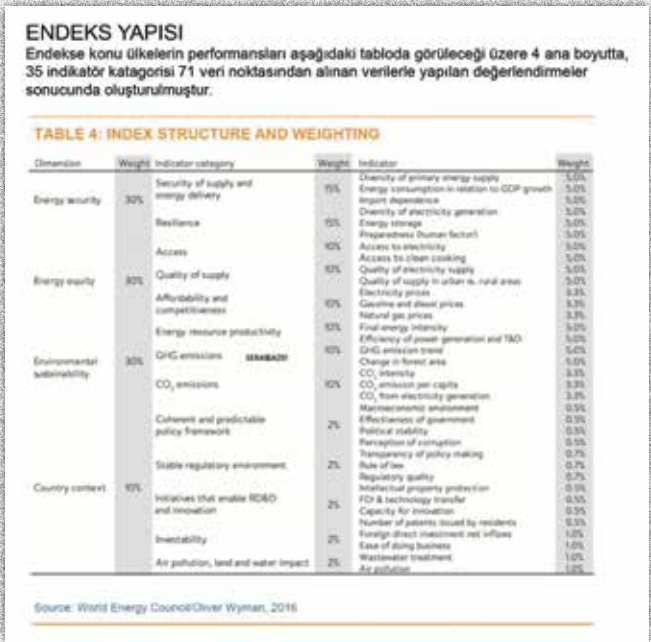 ENDEKS YAPISI
Endekse konu ülkelerin performansları aşağıdaki tabloda görüleceği üzere 4 ana boyutta,
35 indikatör katagorisi 71 veri noktasından alınan verilerle yapılan değerlendirmeler
sonucunda oluşturulmuştur.
TABLE 4: INDEX STRUCTURE AND WEIGHTING
Dimension Weight Indicator category Weight Indicator Weight
Energy security 30% Security of supply and energy delivery 15% Diversity of primary energy supply 5.0%
Energy consumption in relation to GDP growth 5.0%
Import dependence 5.0%
Resilience 15% Diversity of electricity generation 5.0%
Energy storage 5.0%
Preparedness (human factor) 5.0%
Energy equity 30% Access 10% Access to electricity 5.0%
Access to clean cooking 5.0%
Quality of supply 10% Quality of electricity supply 5.0%
Quality of supply in urban vs. rural areas 5.0%
Affordability and competitiveness 10% Electricity prices 3.3%
Gasoline and diesel prices 3.3%
Natural gas prices 3.3%
Environmental sustainability 30% Energy resource productivity 10% Final energy intensity 5.0%
Efficiency of power generation and T&D 5.0%
GHG emissions 10% GHG emission trend 5.0%
Change in forest area 5.0%
CO₂ emissions 10% CO₂ intensity 3.3%
CO₂ emission per capita 3.3%
CO₂ from electricity generation 3.3%
Country context 10% Coherent and predictable policy framework 2% Macroeconomic environment 0.5%
Effectiveness of government 0.5%
Political stability 0.5%
Perception of corruption 0.5%
Stable regulatory environment 2% Transparency of policy making 0.7%
Rule of law 0.7%
Regulatory quality 0.7%
Initiatives that enable RD&D and innovation 2% Intellectual property protection 0.5%
FDI & technology transfer 0.5%
Capacity for innovation 0.5%
Number of patents issued by residents 0.5%
Investability 2% Foreign direct investment net inflows 1.0%
Ease of doing business 1.0%
Air pollution, land and water impact 2% Wastewater treatment 1.0%
Air pollution 1.0%
Source: World Energy Council/Oliver Wyman, 2016